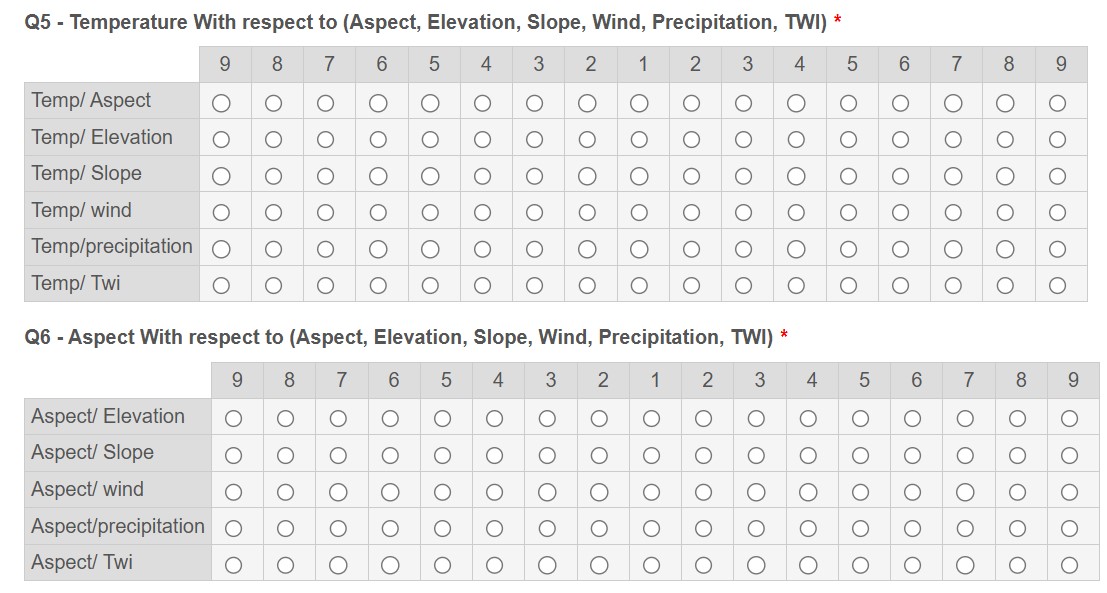 Q5 - Temperature With respect to (Aspect, Elevation, Slope, Wind, Precipitation, TWI) *
9 8 7 6 5 4 3 2 1 2 3 4 5 6 7 8 9
Temp/ Aspect
Temp/ Elevation
Temp/ Slope
Temp/ wind
Temp/precipitation
Temp/ Twi
Q6 - Aspect With respect to (Aspect, Elevation, Slope, Wind, Precipitation, TWI) *
9 8 7 6 5 4 3 2 1 2 3 4 5 6 7 8 9
Aspect/ Elevation
Aspect/ Slope
Aspect/ wind
Aspect/precipitation
Aspect/ Twi